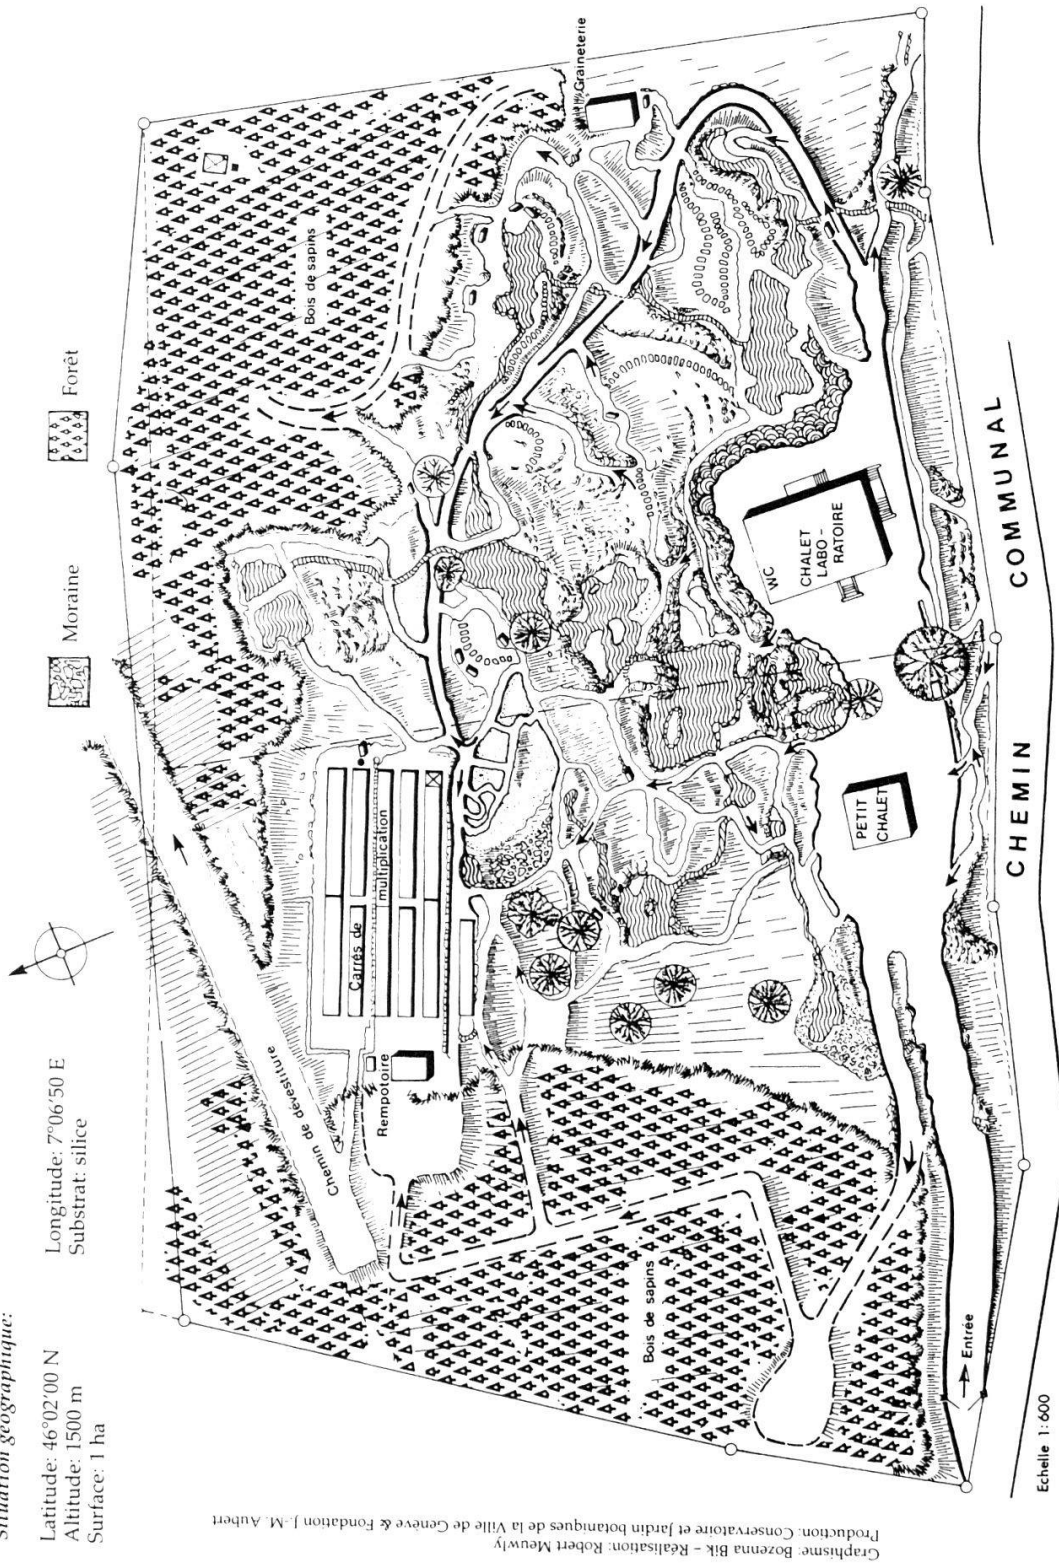 Situation géographique:
Latitude: 46°02'00 N
Longitude: 7°06'50 E
Altitude: 1500 m
Substrat: silice
Surface: 1 ha
Moraine
Forêt
Bois de sapins
Graineterie
Chemin de dévestiture
Carrés de multiplication
Rempotoire
WC
CHALET
LABO-
RATOIRE
PETIT
CHALET
Bois de sapins
Entrée
CHEMIN COMMUNAL
Echelle 1:600
Graphisme: Bozenna Bik – Réalisation: Robert Meuwly
Production: Conservatoire et Jardin botaniques de la Ville de Genève & Fondation J.-M. Aubert